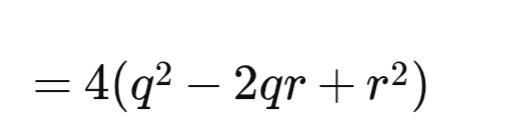 = 4(q² − 2qr + r²)